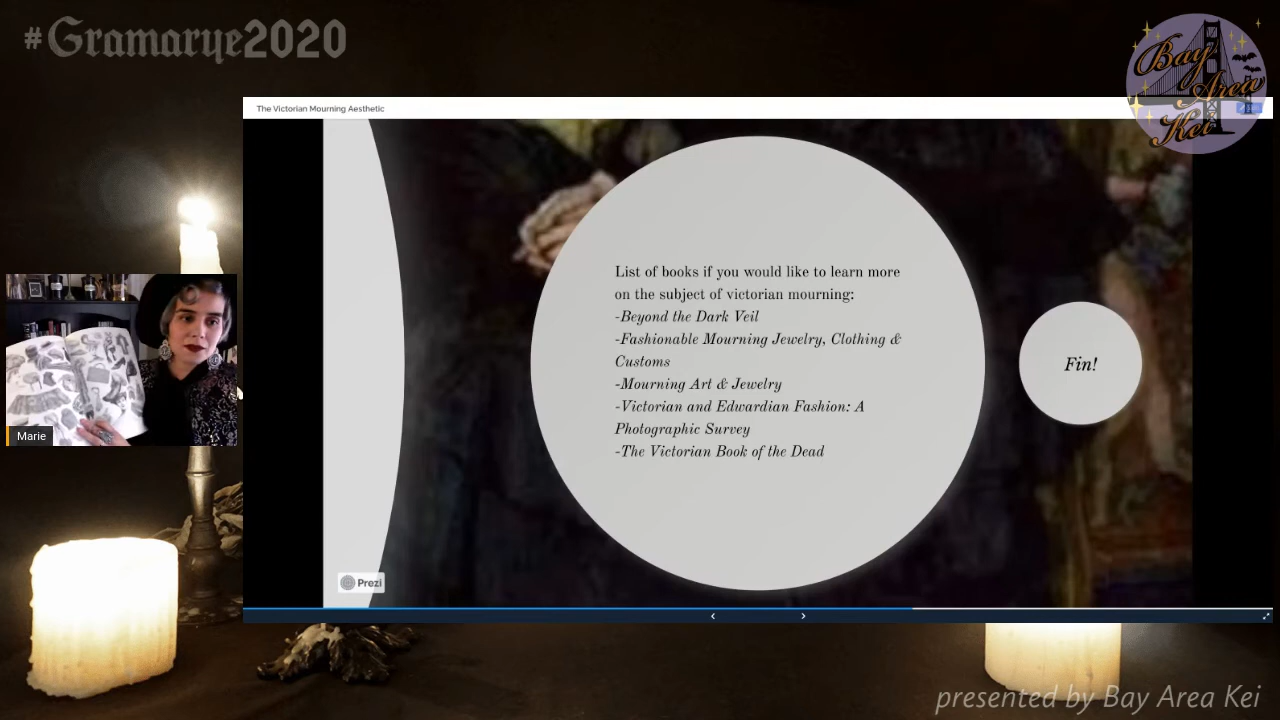 #Gramarye2020
Bay
Area
Kei
The Victorian Mourning Aesthetic
List of books if you would like to learn more
on the subject of victorian mourning:
-Beyond the Dark Veil
-Fashionable Mourning Jewelry, Clothing &
Customs
-Mourning Art & Jewelry
-Victorian and Edwardian Fashion: A
Photographic Survey
-The Victorian Book of the Dead
Fin!
Marie
Prezi
presented by Bay Area Kei